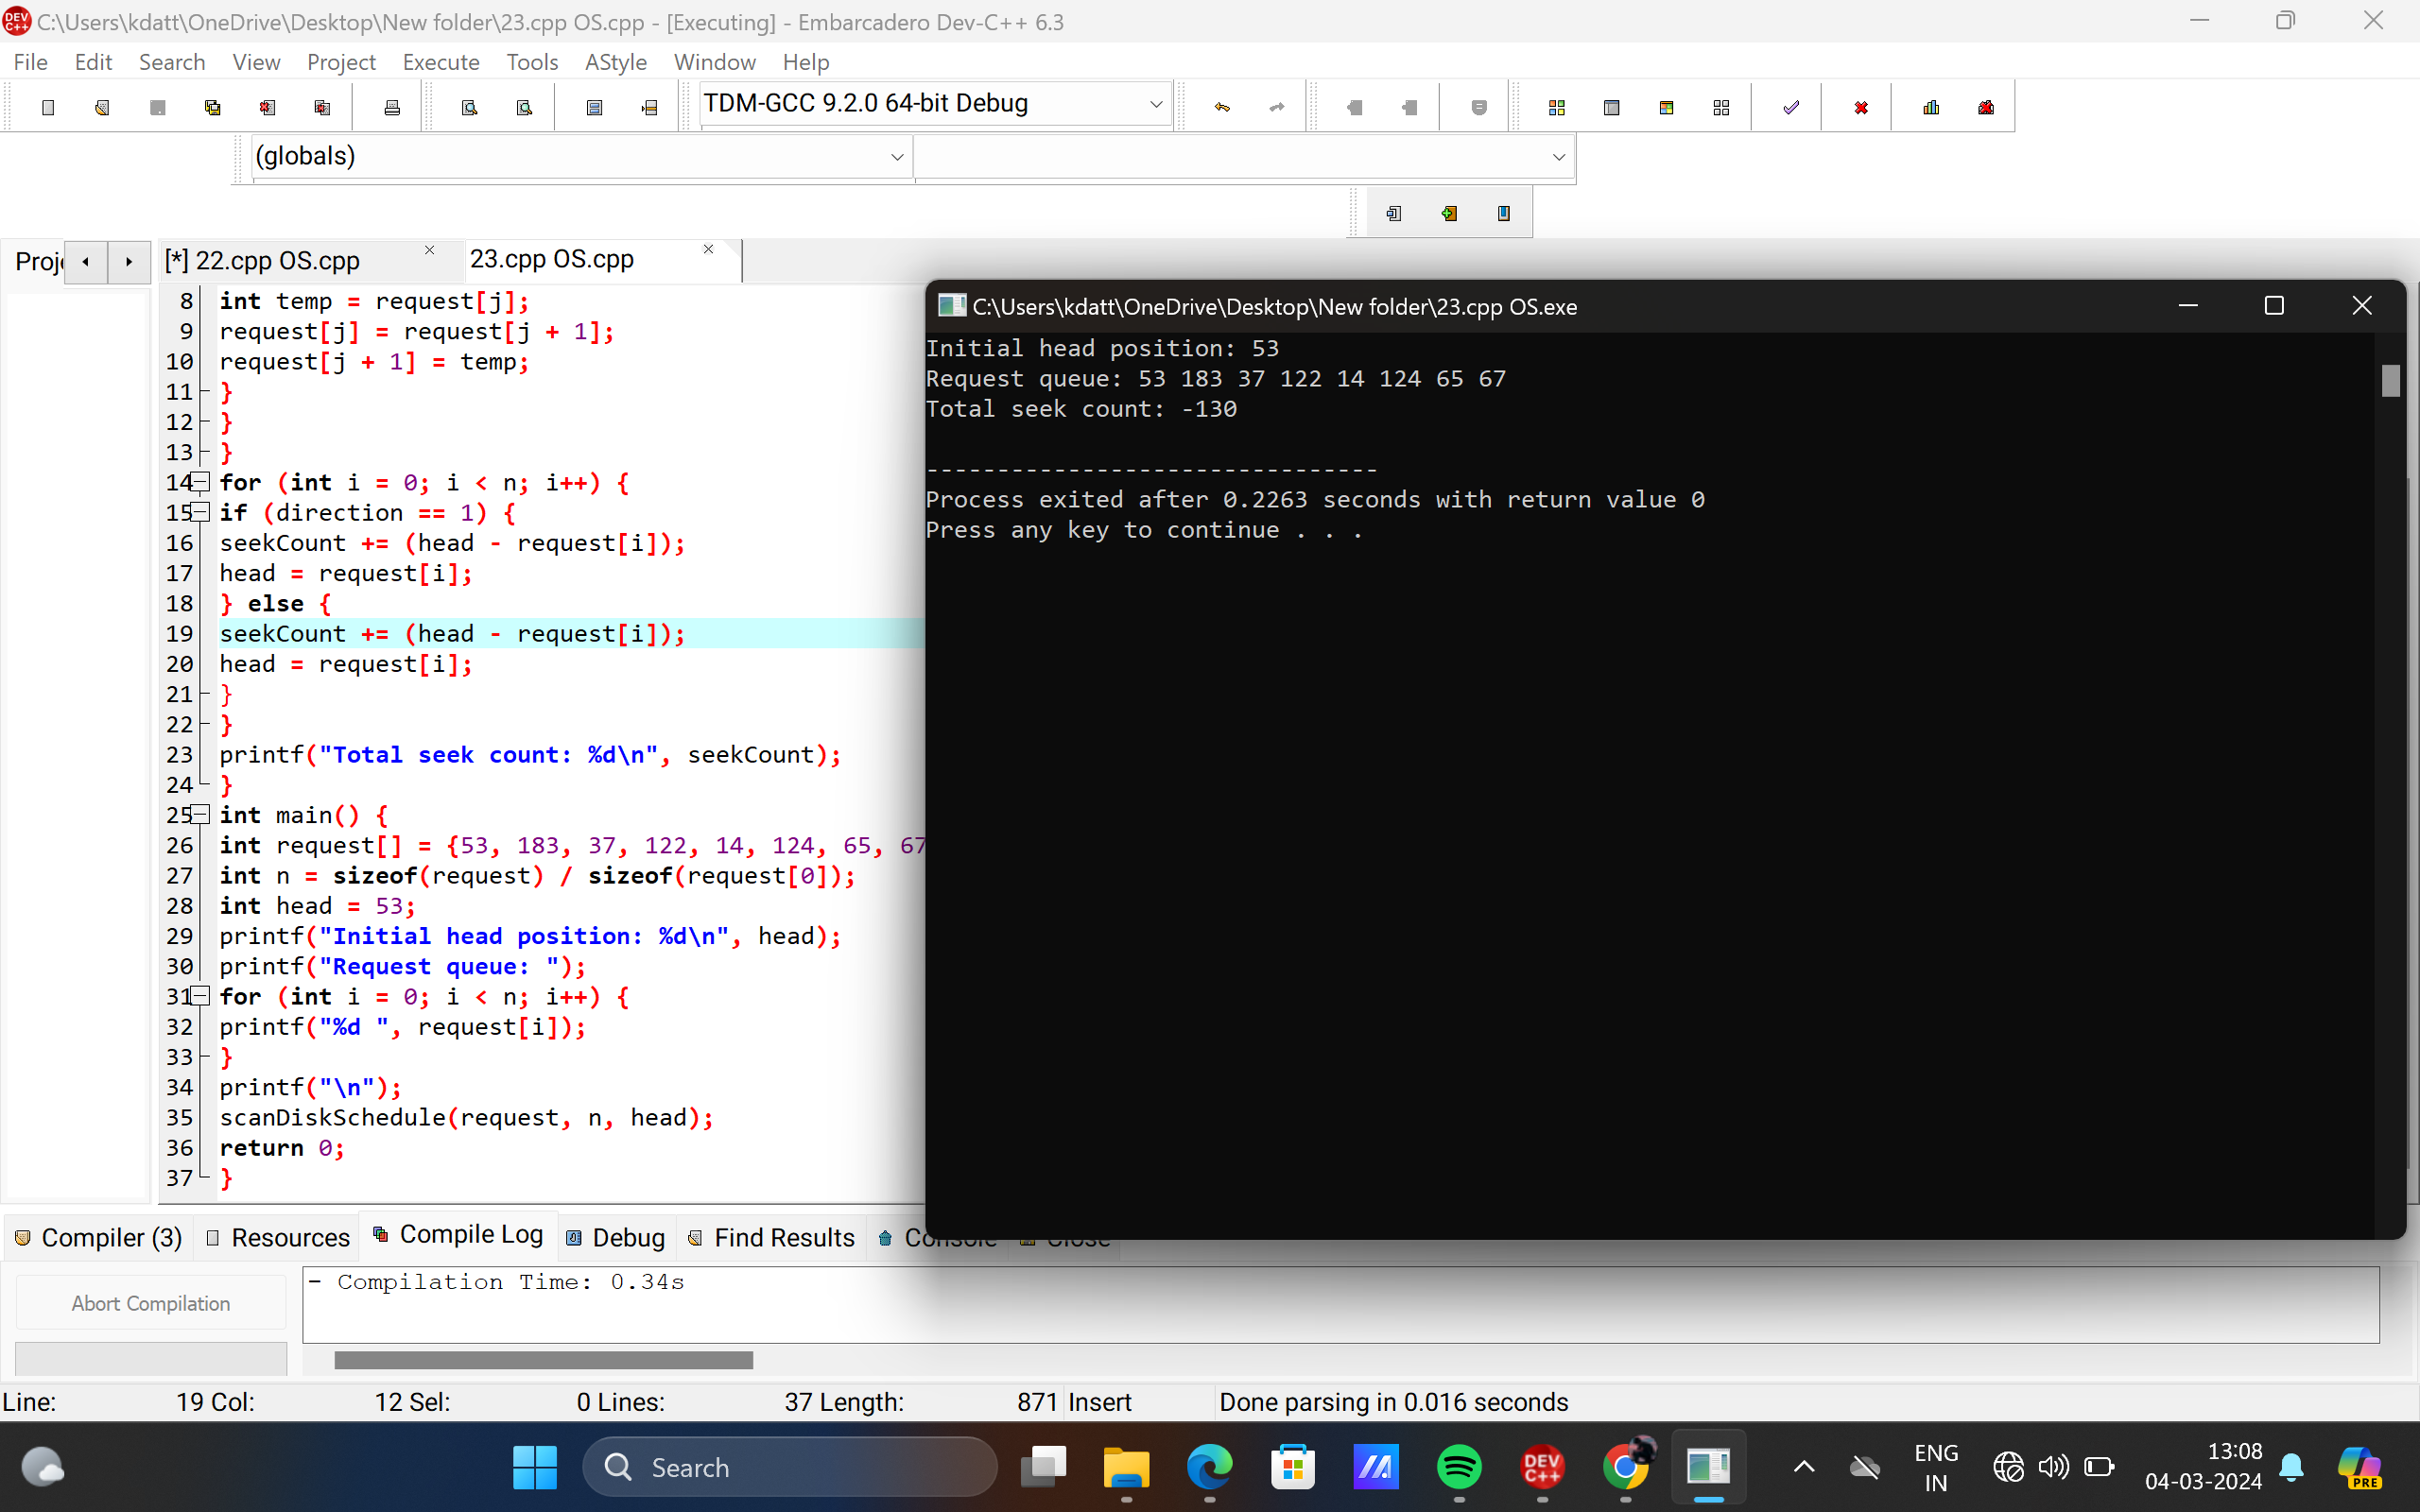 C:\Users\kdatt\OneDrive\Desktop\New folder\23.cpp OS.cpp - [Executing] - Embarcadero Dev-C++ 6.3
File Edit Search View Project Execute Tools AStyle Window Help
TDM-GCC 9.2.0 64-bit Debug
(globals)
Proj
[*] 22.cpp OS.cpp
23.cpp OS.cpp
8 int temp = request[j];
9 request[j] = request[j + 1];
10 request[j + 1] = temp;
11 }
12 }
13 }
14 for (int i = 0; i < n; i++) {
15 if (direction == 1) {
16 seekCount += (head - request[i]);
17 head = request[i];
18 } else {
19 seekCount += (head - request[i]);
20 head = request[i];
21 }
22 }
23 printf("Total seek count: %d\n", seekCount);
24 }
25 int main() {
26 int request[] = {53, 183, 37, 122, 14, 124, 65, 67
27 int n = sizeof(request) / sizeof(request[0]);
28 int head = 53;
29 printf("Initial head position: %d\n", head);
30 printf("Request queue: ");
31 for (int i = 0; i < n; i++) {
32 printf("%d ", request[i]);
33 }
34 printf("\n");
35 scanDiskSchedule(request, n, head);
36 return 0;
37 }
C:\Users\kdatt\OneDrive\Desktop\New folder\23.cpp OS.exe
Initial head position: 53
Request queue: 53 183 37 122 14 124 65 67
Total seek count: -130
--------------------------------
Process exited after 0.2263 seconds with return value 0
Press any key to continue . . .
Compiler (3) Resources Compile Log Debug Find Results Console Close
Abort Compilation
- Compilation Time: 0.34s
Line: 19 Col: 12 Sel: 0 Lines: 37 Length: 871 Insert Done parsing in 0.016 seconds
Search
DEV C++
ENG
IN
13:08
04-03-2024
PRE